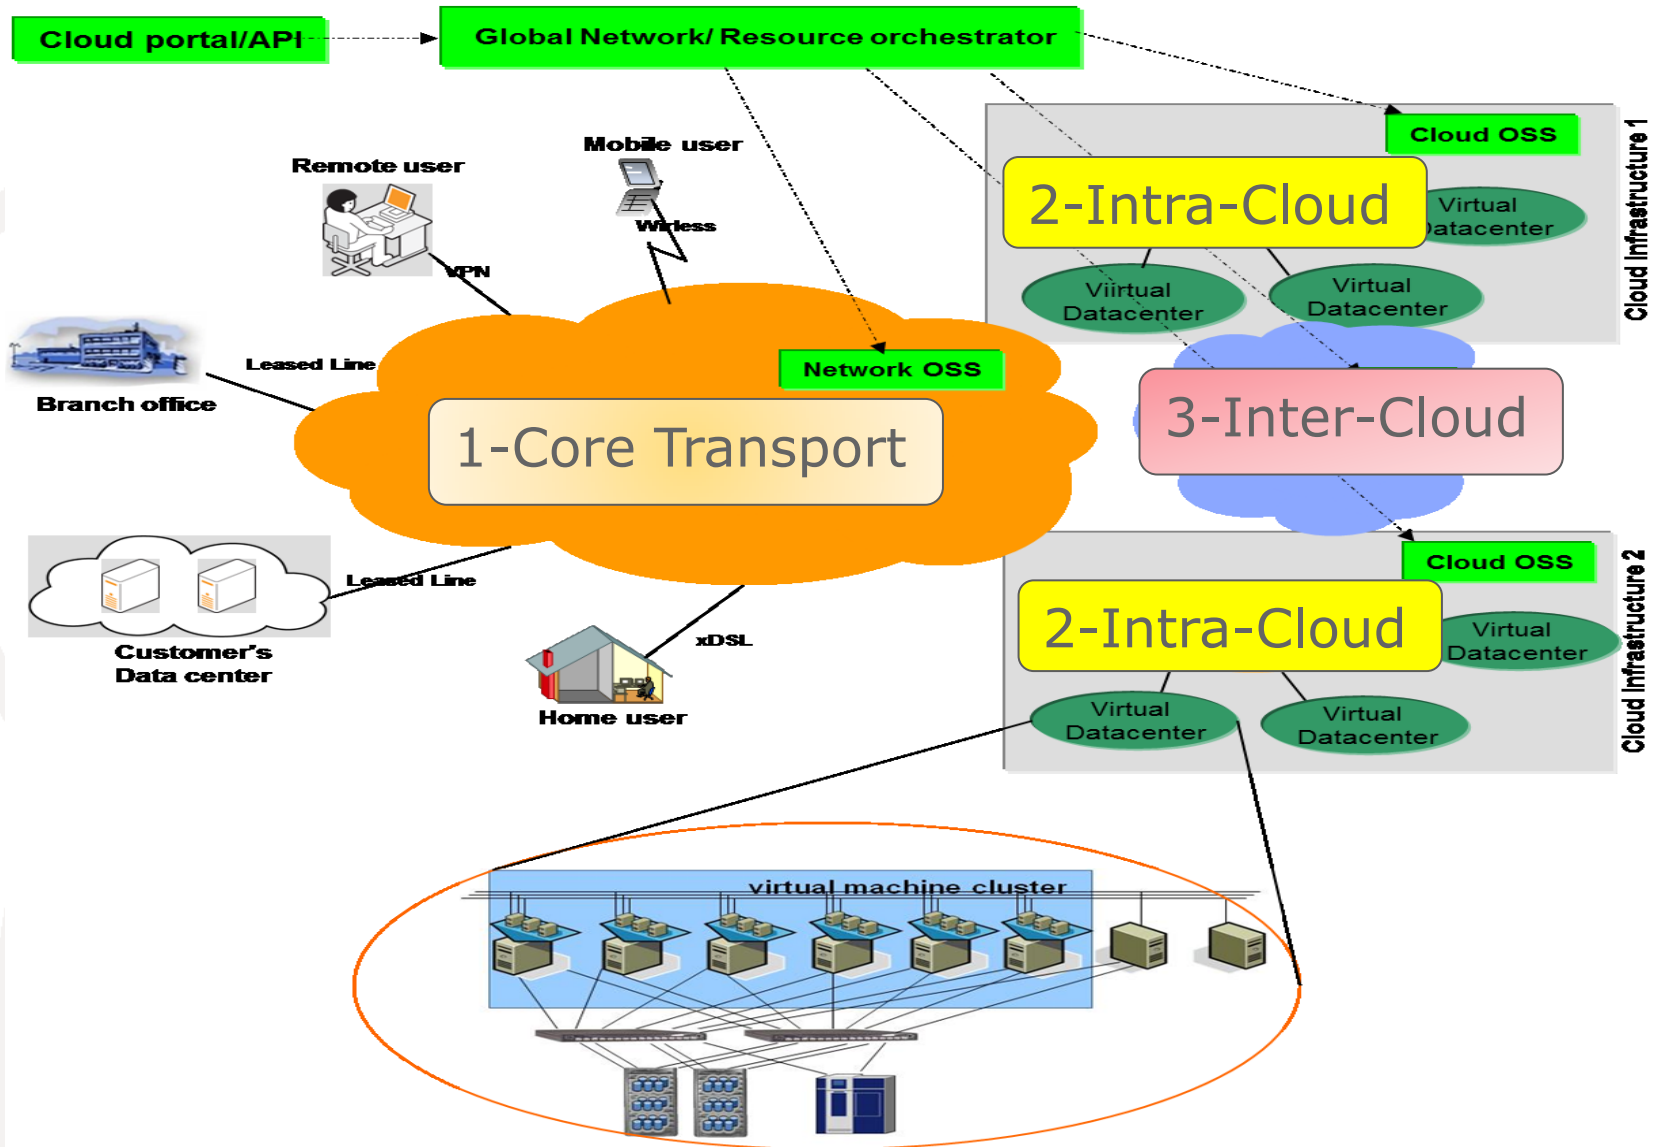 Cloud portal/API
Global Network/ Resource orchestrator
Cloud OSS
Cloud Infrastructure 1
2-Intra-Cloud
Virtual
Datacenter
Viirtual
Datacenter
Virtual
Datacenter
Mobile user
Remote user
Wirless
VPN
Leased Line
Branch office
Network OSS
1-Core Transport
3-Inter-Cloud
Leased Line
Customer's
Data center
xDSL
Home user
Cloud OSS
Cloud Infrastructure 2
2-Intra-Cloud
Virtual
Datacenter
Virtual
Datacenter
Virtual
Datacenter
virtual machine cluster